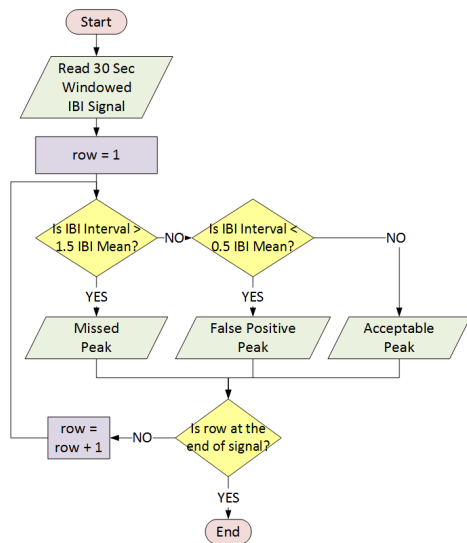 Start
Read 30 Sec
Windowed
IBI Signal
row = 1
Is IBI Interval >
1.5 IBI Mean?
NO
Is IBI Interval <
0.5 IBI Mean?
NO
YES
YES
Missed
Peak
False Positive
Peak
Acceptable
Peak
row =
row + 1
NO
Is row at the
end of signal?
YES
End